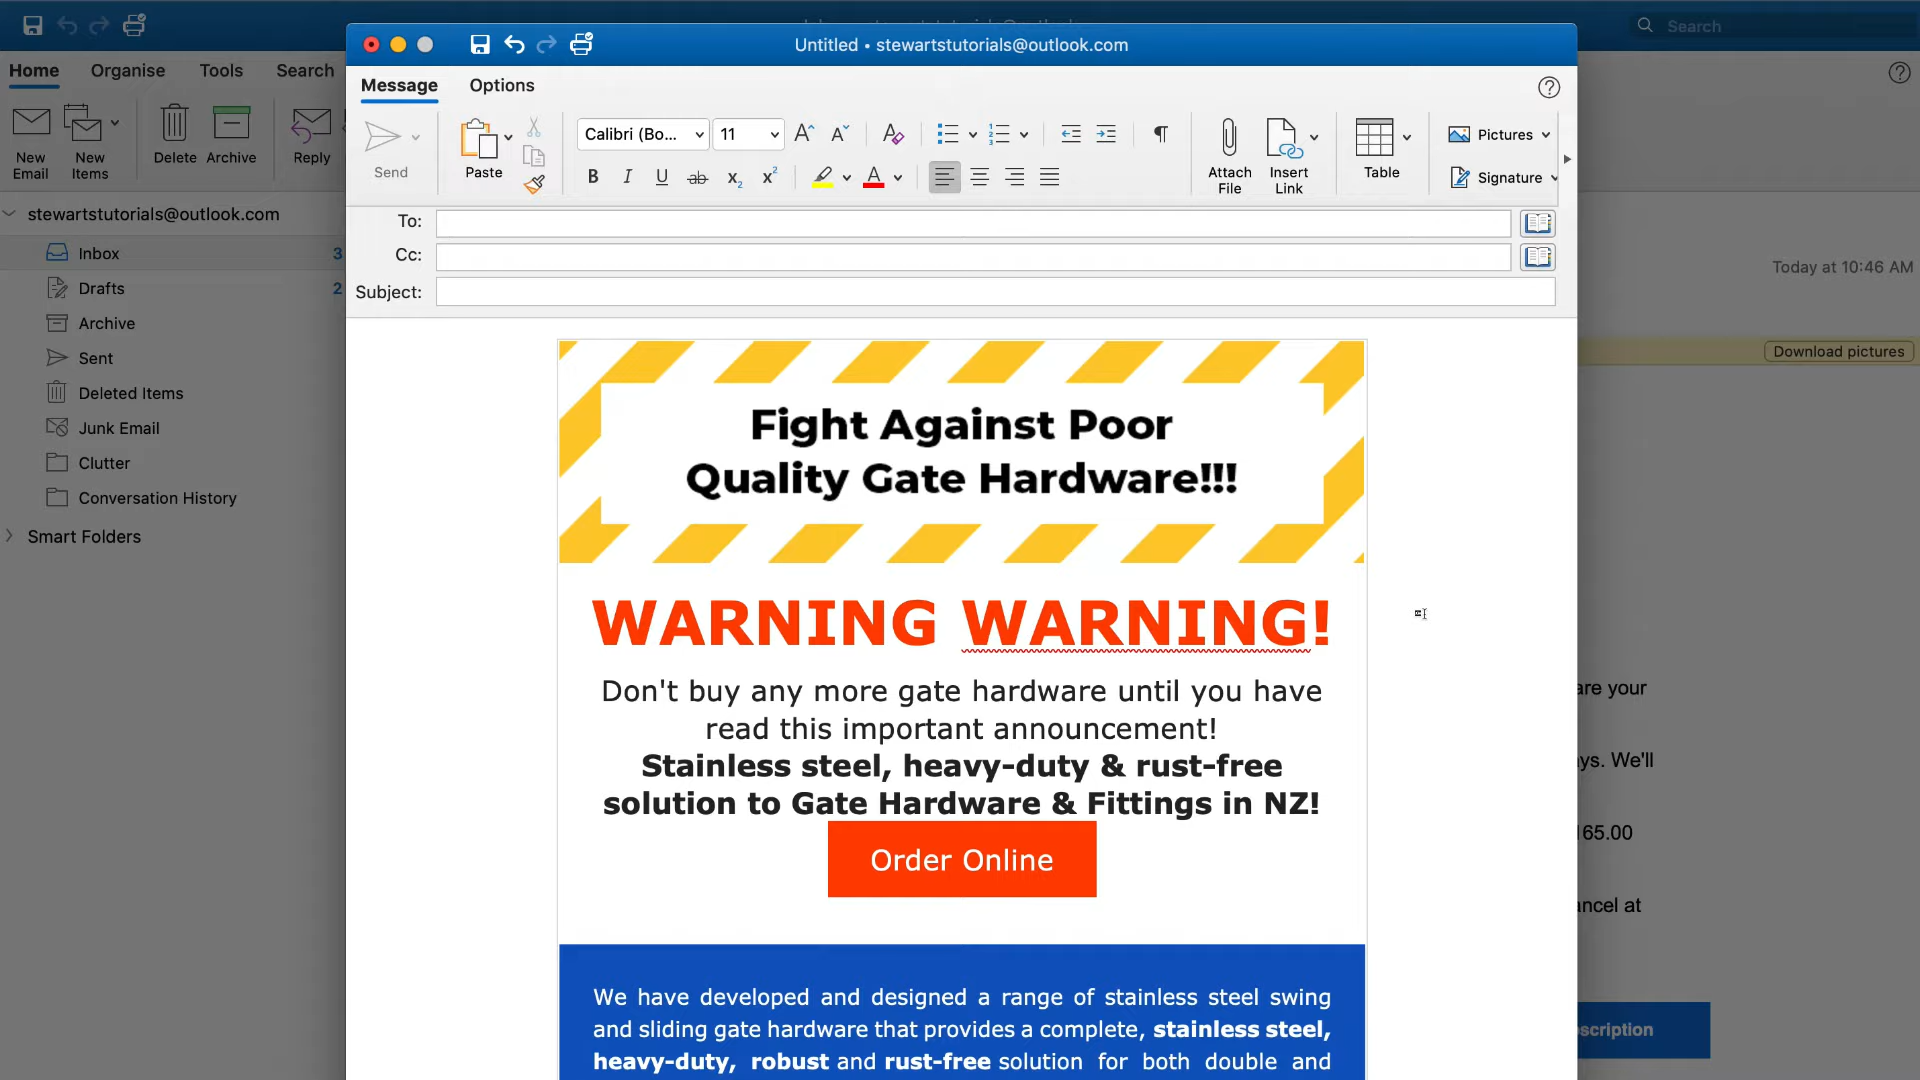 Search
Home Organise Tools Search
New Email
New Items
Delete
Archive
Reply
stewartstutorials@outlook.com
Inbox 3
Drafts 2
Archive
Sent
Deleted Items
Junk Email
Clutter
Conversation History
Smart Folders
Untitled • stewartstutorials@outlook.com
Message Options
Send
Paste
Calibri (Bo... 11
Attach File
Insert Link
Table
Pictures
Signature
To:
Cc:
Subject:
Fight Against Poor
Quality Gate Hardware!!!
WARNING WARNING!
Don't buy any more gate hardware until you have
read this important announcement!
Stainless steel, heavy-duty & rust-free
solution to Gate Hardware & Fittings in NZ!
Order Online
We have developed and designed a range of stainless steel swing
and sliding gate hardware that provides a complete, stainless steel,
heavy-duty, robust and rust-free solution for both double and
Today at 10:46 AM
Download pictures
are your
ys. We'll
165.00
ancel at
scription